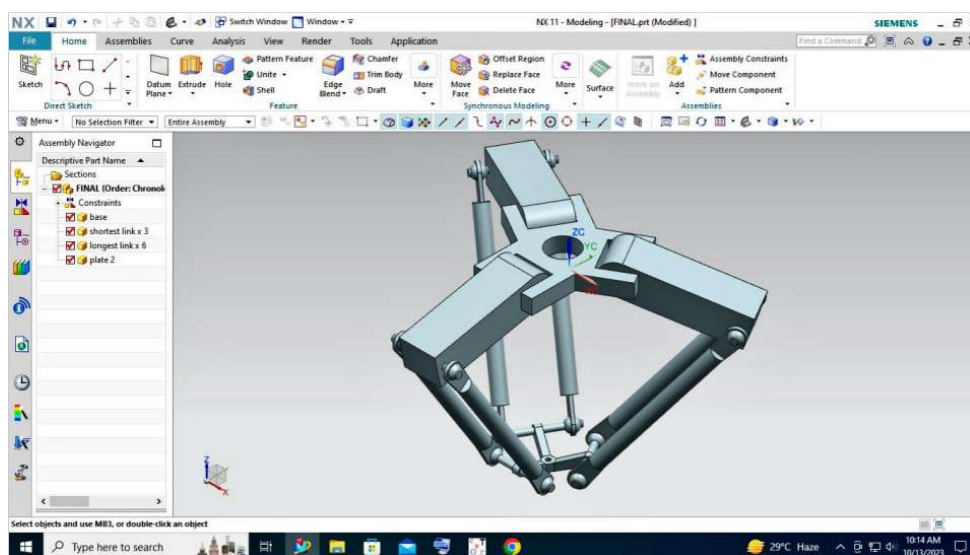 NX Switch Window Window NX 11 - Modeling - [FINAL.prt (Modified) ] SIEMENS
File Home Assemblies Curve Analysis View Render Tools Application Find a Command
Sketch
Direct Sketch
Datum Plane Extrude Hole
Pattern Feature
Unite
Shell
Edge Blend
Chamfer
Trim Body
Draft
More
Feature
Move Face
Offset Region
Replace Face
Delete Face
More
Synchronous Modeling
Surface
Work on Assembly
Add
Assembly Constraints
Move Component
Pattern Component
Assemblies
Menu No Selection Filter Entire Assembly
Assembly Navigator
Descriptive Part Name
Sections
FINAL (Order: Chronol
Constraints
base
shortest link x 3
longest link x 6
plate 2
ZC
YC
Z
X
Select objects and use MB3, or double-click an object
Type here to search
29°C Haze
10:14 AM
10/13/2023